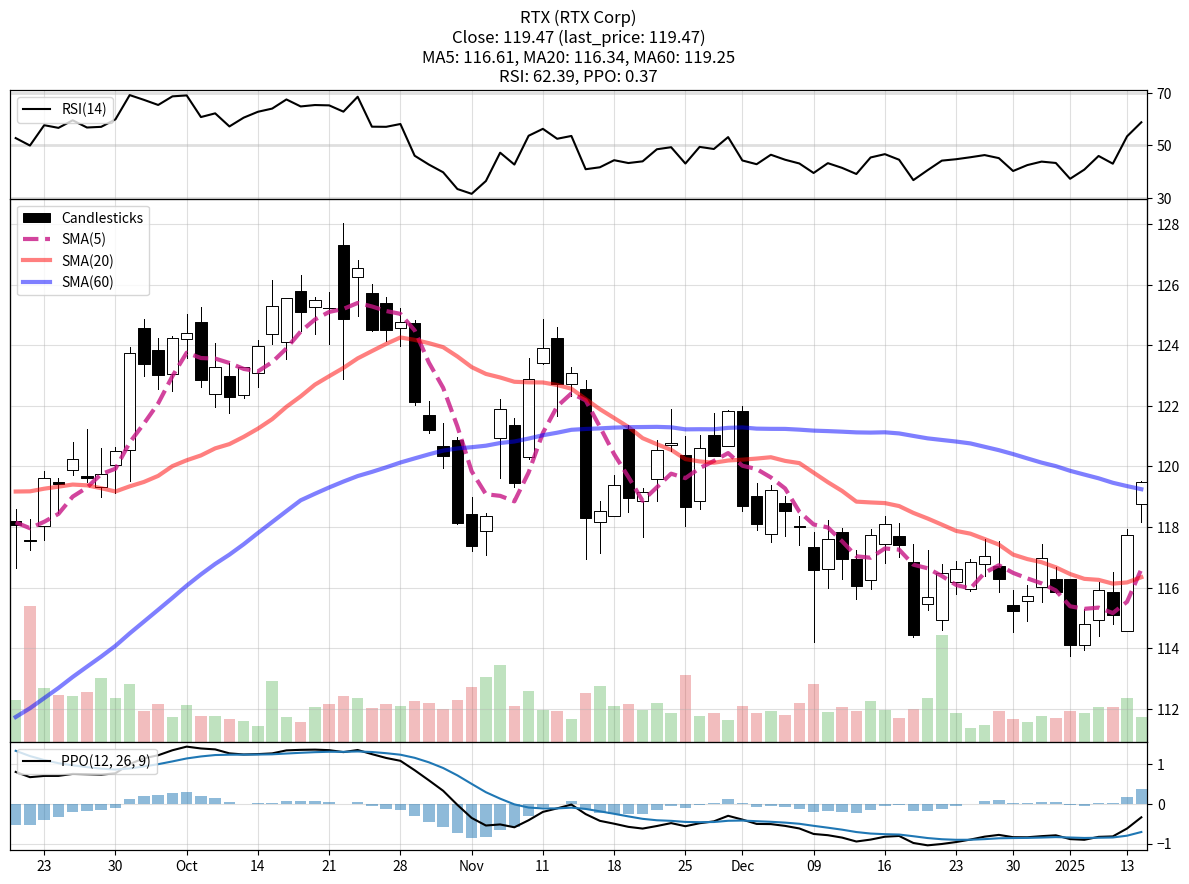 RTX (RTX Corp)
Close: 119.47 (last_price: 119.47)
MA5: 116.61, MA20: 116.34, MA60: 119.25
RSI: 62.39, PPO: 0.37
RSI(14)
70
50
30
Candlesticks
SMA(5)
SMA(20)
SMA(60)
128
126
124
122
120
118
116
114
112
PPO(12, 26, 9)
1
0
−1
23 30 Oct 14 21 28 Nov 11 18 25 Dec 09 16 23 30 2025 13